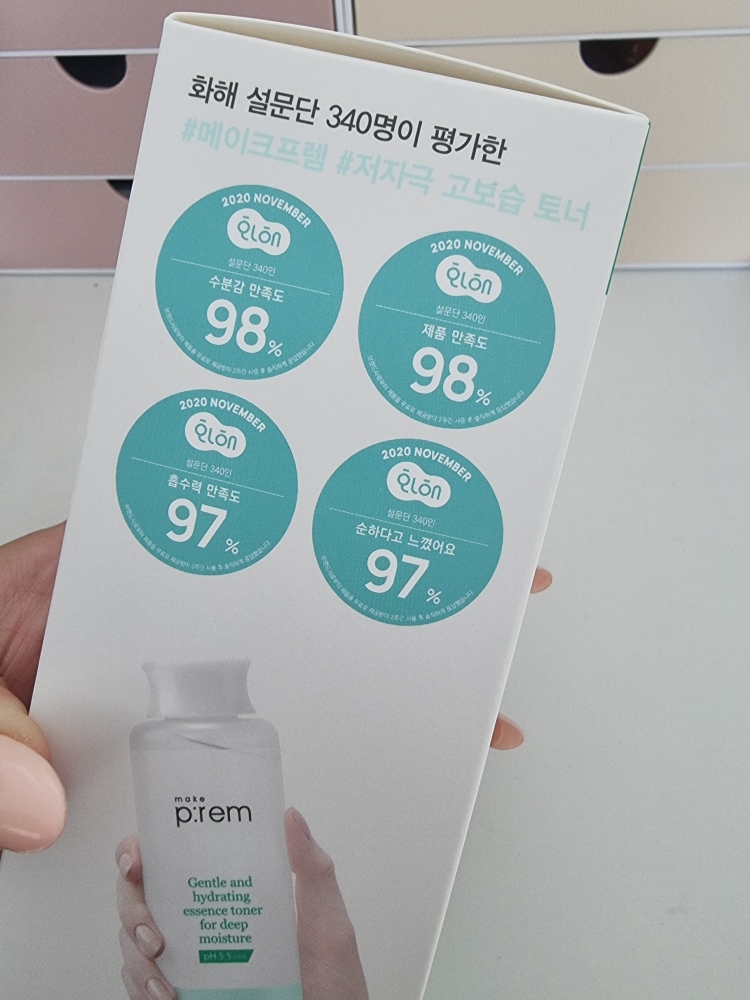 화해 설문단 340명이 평가한
#메이크프렘 #저자극 고보습 토너
2020 NOVEMBER
설문단 340인
수분감 만족도
98%
2020 NOVEMBER
설문단 340인
제품 만족도
98%
2020 NOVEMBER
설문단 340인
흡수력 만족도
97%
2020 NOVEMBER
설문단 340인
순하다고 느꼈어요
97%
make
p:rem
Gentle and
hydrating
essence toner
for deep
moisture
pH 5.5